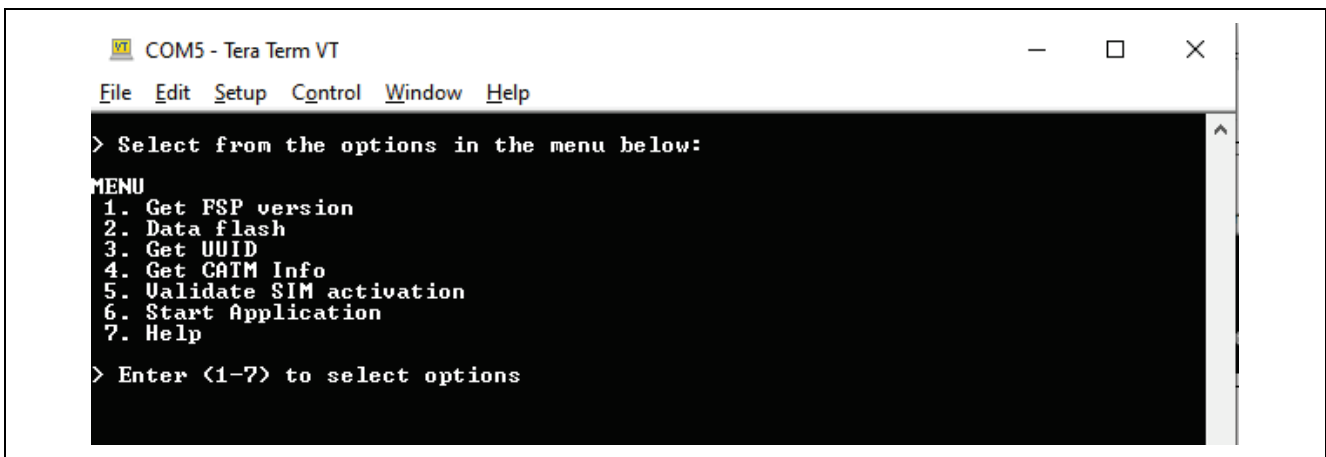 COM5 - Tera Term VT
File Edit Setup Control Window Help
> Select from the options in the menu below:
MENU
1. Get FSP version
2. Data flash
3. Get UUID
4. Get CATM Info
5. Validate SIM activation
6. Start Application
7. Help
> Enter (1-7) to select options